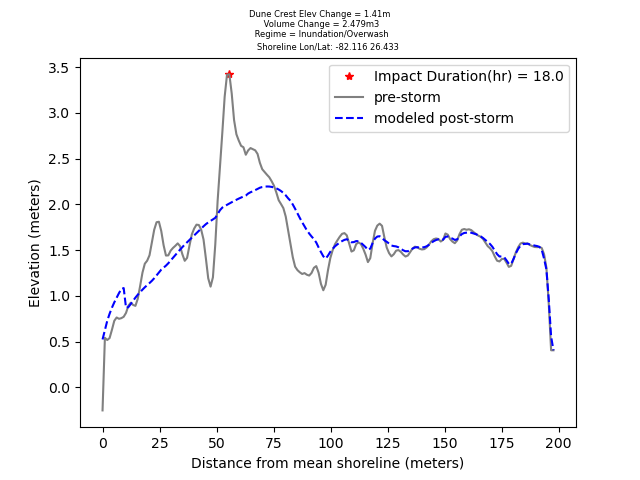 Dune Crest Elev Change = 1.41m
Volume Change = 2.479m3
Regime = Inundation/Overwash
Shoreline Lon/Lat: -82.116 26.433
Impact Duration(hr) = 18.0
pre-storm
modeled post-storm
3.5
3.0
2.5
2.0
1.5
1.0
0.5
0.0
Elevation (meters)
0 25 50 75 100 125 150 175 200
Distance from mean shoreline (meters)